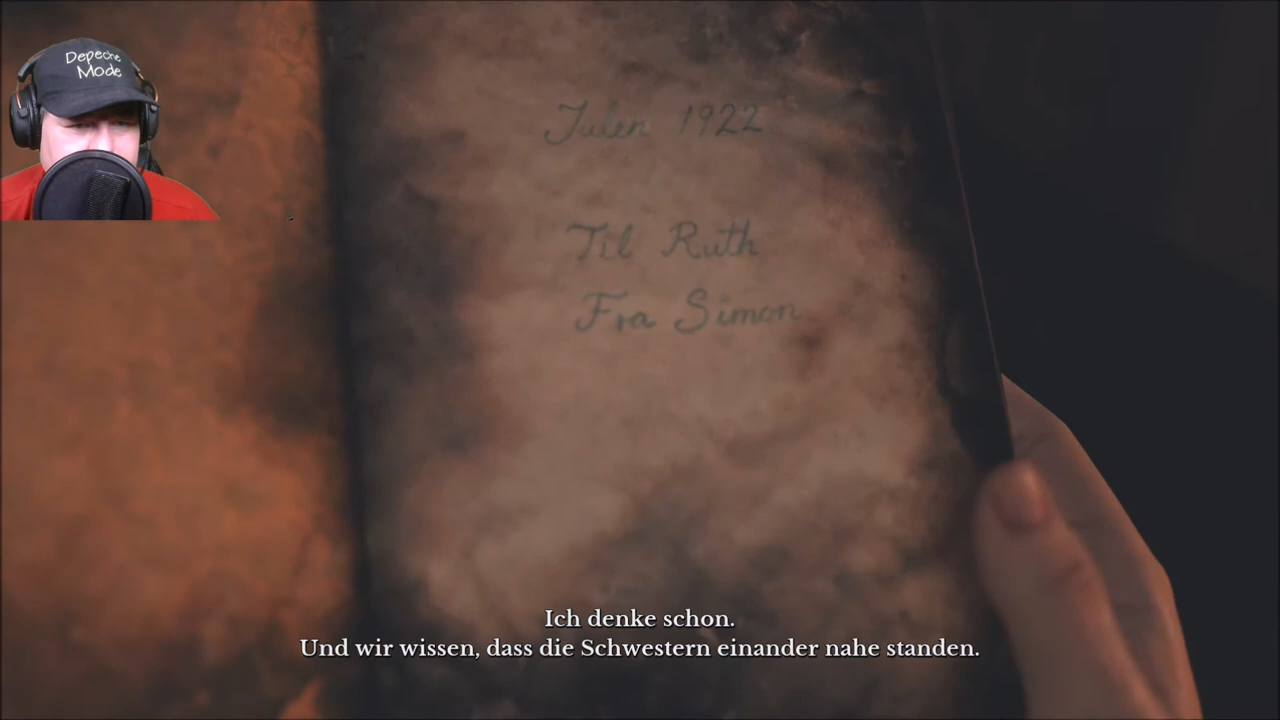 Depeche
Mode
Julen 1922
Til Ruth
Fra Simon
Ich denke schon.
Und wir wissen, dass die Schwestern einander nahe standen.